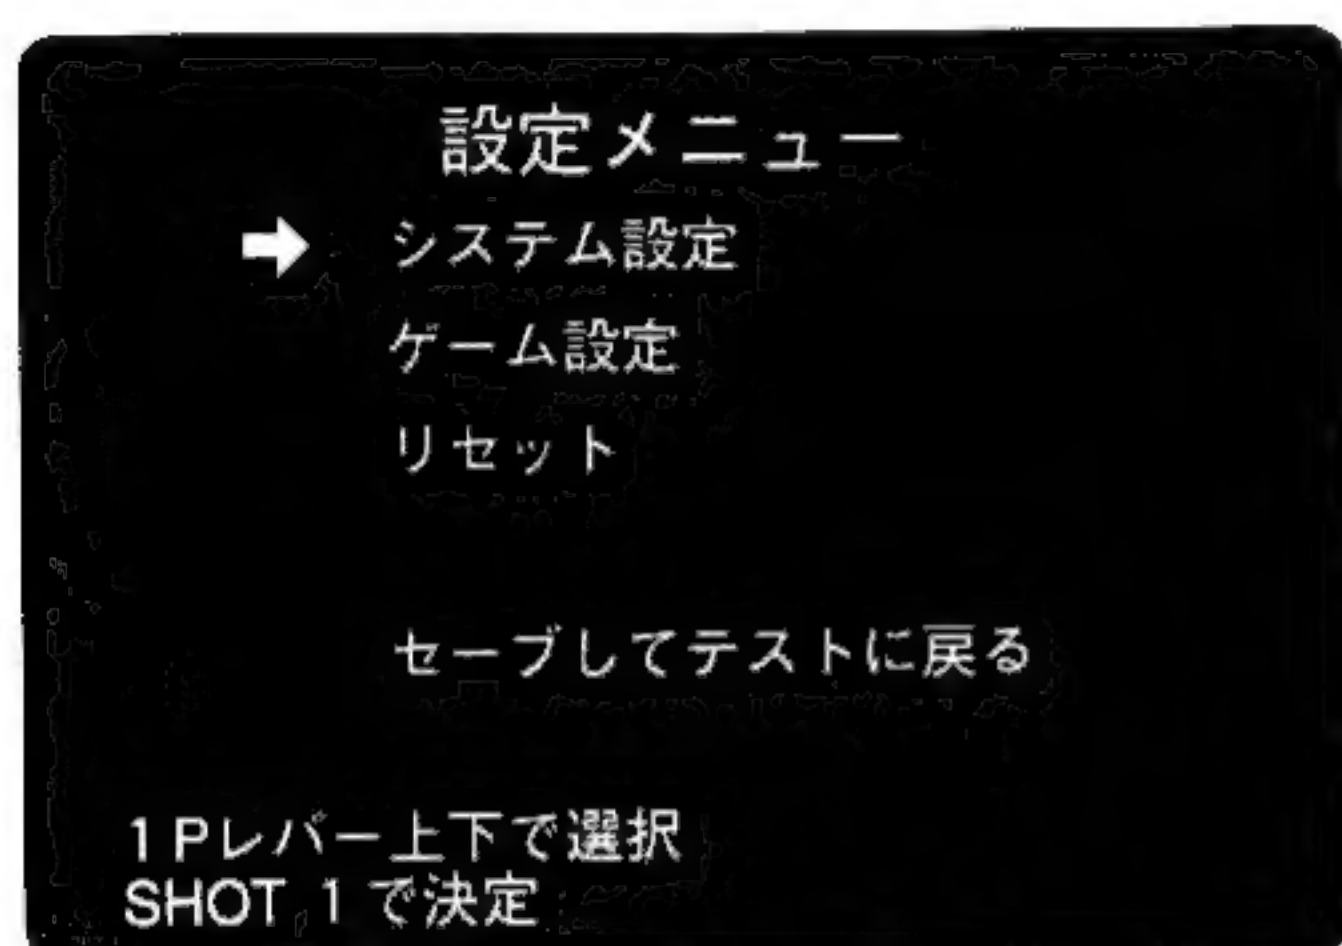 設定メニュー
システム設定
ゲーム設定
リセット
セーブしてテストに戻る
1Pレバー上下で選択
SHOT 1で決定